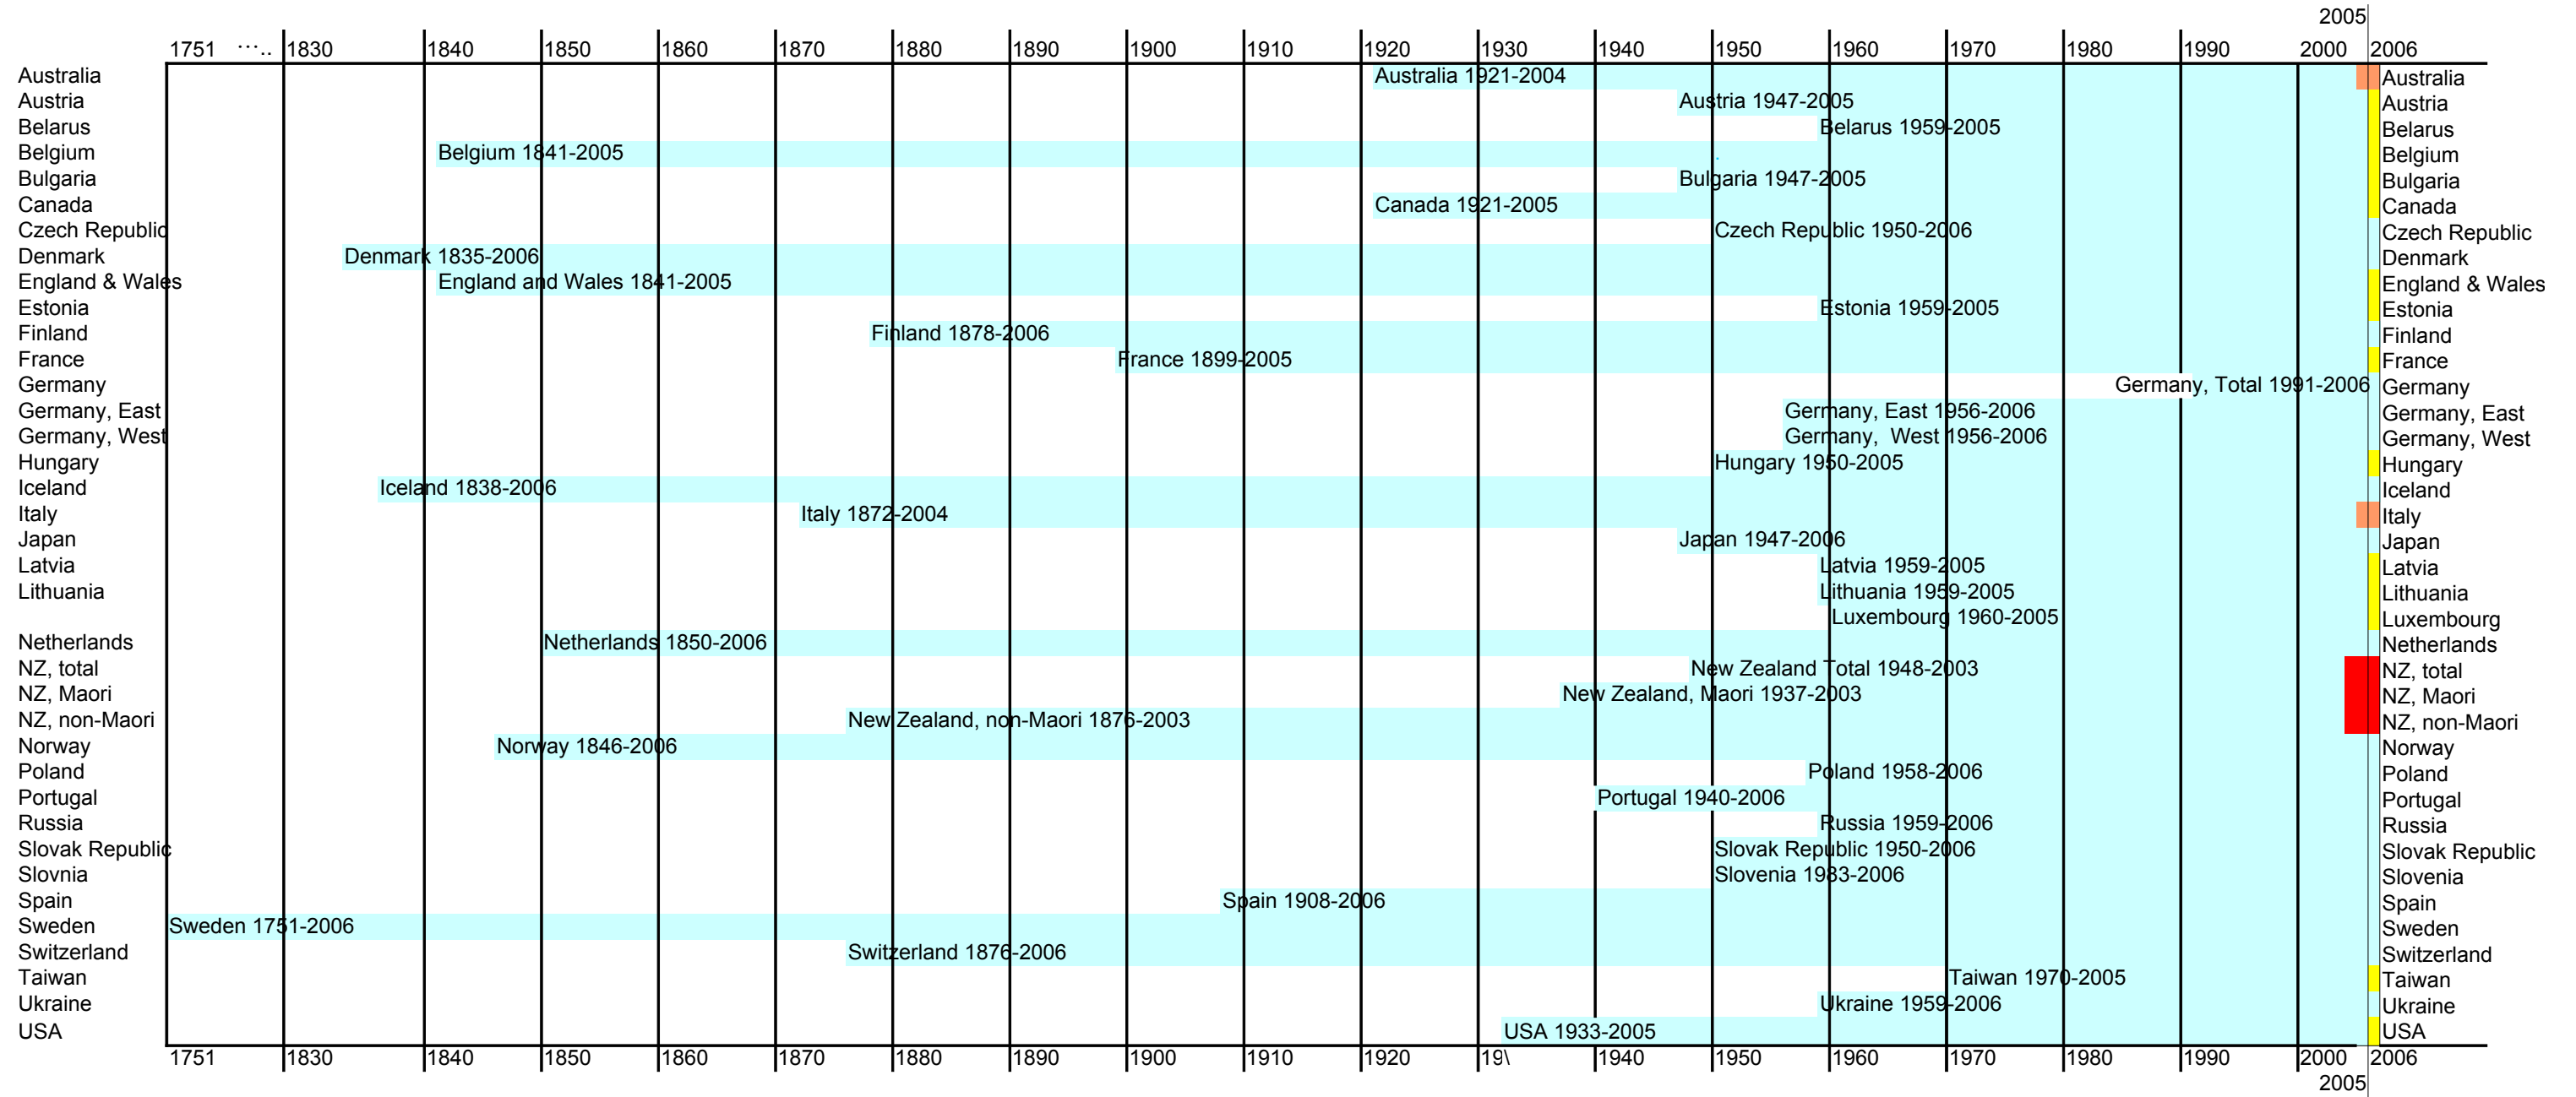 2005
1751 ..... 1830 1840 1850 1860 1870 1880 1890 1900 1910 1920 1930 1940 1950 1960 1970 1980 1990 2000 2006
Australia Australia 1921-2004 Australia
Austria Austria 1947-2005 Austria
Belarus Belarus 1959-2005 Belarus
Belgium Belgium 1841-2005 Belgium
Bulgaria Bulgaria 1947-2005 Bulgaria
Canada Canada 1921-2005 Canada
Czech Republic Czech Republic 1950-2006 Czech Republic
Denmark Denmark 1835-2006 Denmark
England & Wales England and Wales 1841-2005 England & Wales
Estonia Estonia 1959-2005 Estonia
Finland Finland 1878-2006 Finland
France France 1899-2005 France
Germany Germany, Total 1991-2006 Germany
Germany, East Germany, East 1956-2006 Germany, East
Germany, West Germany, West 1956-2006 Germany, West
Hungary Hungary 1950-2005 Hungary
Iceland Iceland 1838-2006 Iceland
Italy Italy 1872-2004 Italy
Japan Japan 1947-2006 Japan
Latvia Latvia 1959-2005 Latvia
Lithuania Lithuania 1959-2005 Lithuania
Luxembourg 1960-2005 Luxembourg
Netherlands Netherlands 1850-2006 Netherlands
NZ, total New Zealand Total 1948-2003 NZ, total
NZ, Maori New Zealand, Maori 1937-2003 NZ, Maori
NZ, non-Maori New Zealand, non-Maori 1876-2003 NZ, non-Maori
Norway Norway 1846-2006 Norway
Poland Poland 1958-2006 Poland
Portugal Portugal 1940-2006 Portugal
Russia Russia 1959-2006 Russia
Slovak Republic Slovak Republic 1950-2006 Slovak Republic
Slovnia Slovenia 1983-2006 Slovenia
Spain Spain 1908-2006 Spain
Sweden Sweden 1751-2006 Sweden
Switzerland Switzerland 1876-2006 Switzerland
Taiwan Taiwan 1970-2005 Taiwan
Ukraine Ukraine 1959-2006 Ukraine
USA USA 1933-2005 USA
1751 1830 1840 1850 1860 1870 1880 1890 1900 1910 1920 1940 1950 1960 1970 1980 1990 2000 2006
2005